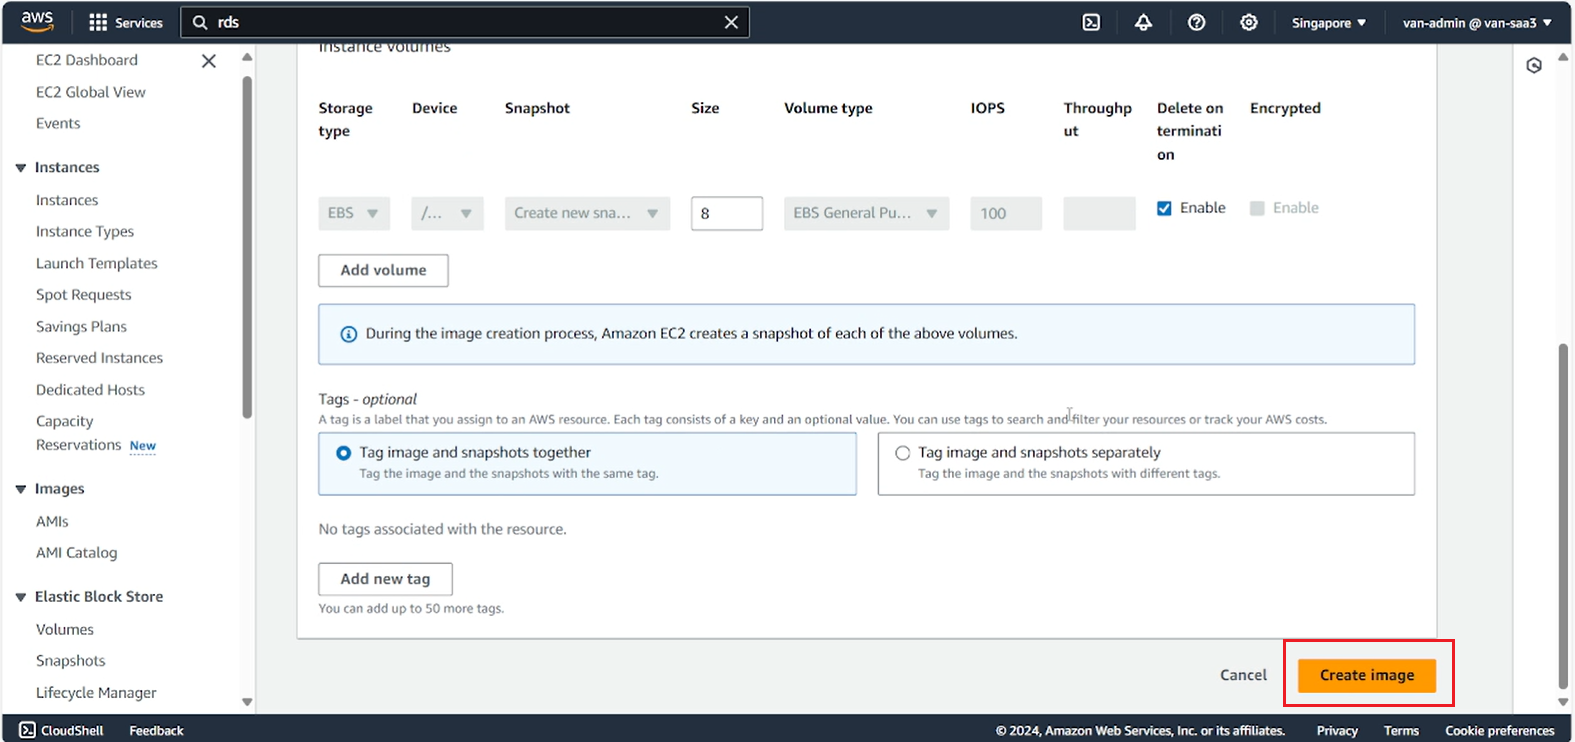 aws
Services
rds
Singapore
van-admin @ van-saa3
EC2 Dashboard
EC2 Global View
Events
Instances
Instances
Instance Types
Launch Templates
Spot Requests
Savings Plans
Reserved Instances
Dedicated Hosts
Capacity
Reservations New
Images
AMIs
AMI Catalog
Elastic Block Store
Volumes
Snapshots
Lifecycle Manager
Instance volumes
Storage type
Device
Snapshot
Size
Volume type
IOPS
Throughp
ut
Delete on
terminati
on
Encrypted
EBS
/...
Create new sna...
8
EBS General Pu...
100
Enable
Enable
Add volume
During the image creation process, Amazon EC2 creates a snapshot of each of the above volumes.
Tags - optional
A tag is a label that you assign to an AWS resource. Each tag consists of a key and an optional value. You can use tags to search and filter your resources or track your AWS costs.
Tag image and snapshots together
Tag the image and the snapshots with the same tag.
Tag image and snapshots separately
Tag the image and the snapshots with different tags.
No tags associated with the resource.
Add new tag
You can add up to 50 more tags.
Cancel
Create image
CloudShell
Feedback
© 2024, Amazon Web Services, Inc. or its affiliates.
Privacy
Terms
Cookie preferences